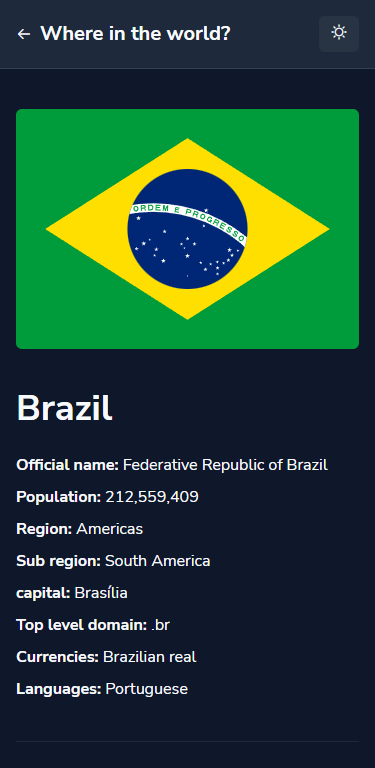 ← Where in the world?
ORDEM E PROGRESSO
Brazil
Official name: Federative Republic of Brazil
Population: 212,559,409
Region: Americas
Sub region: South America
capital: Brasília
Top level domain: .br
Currencies: Brazilian real
Languages: Portuguese